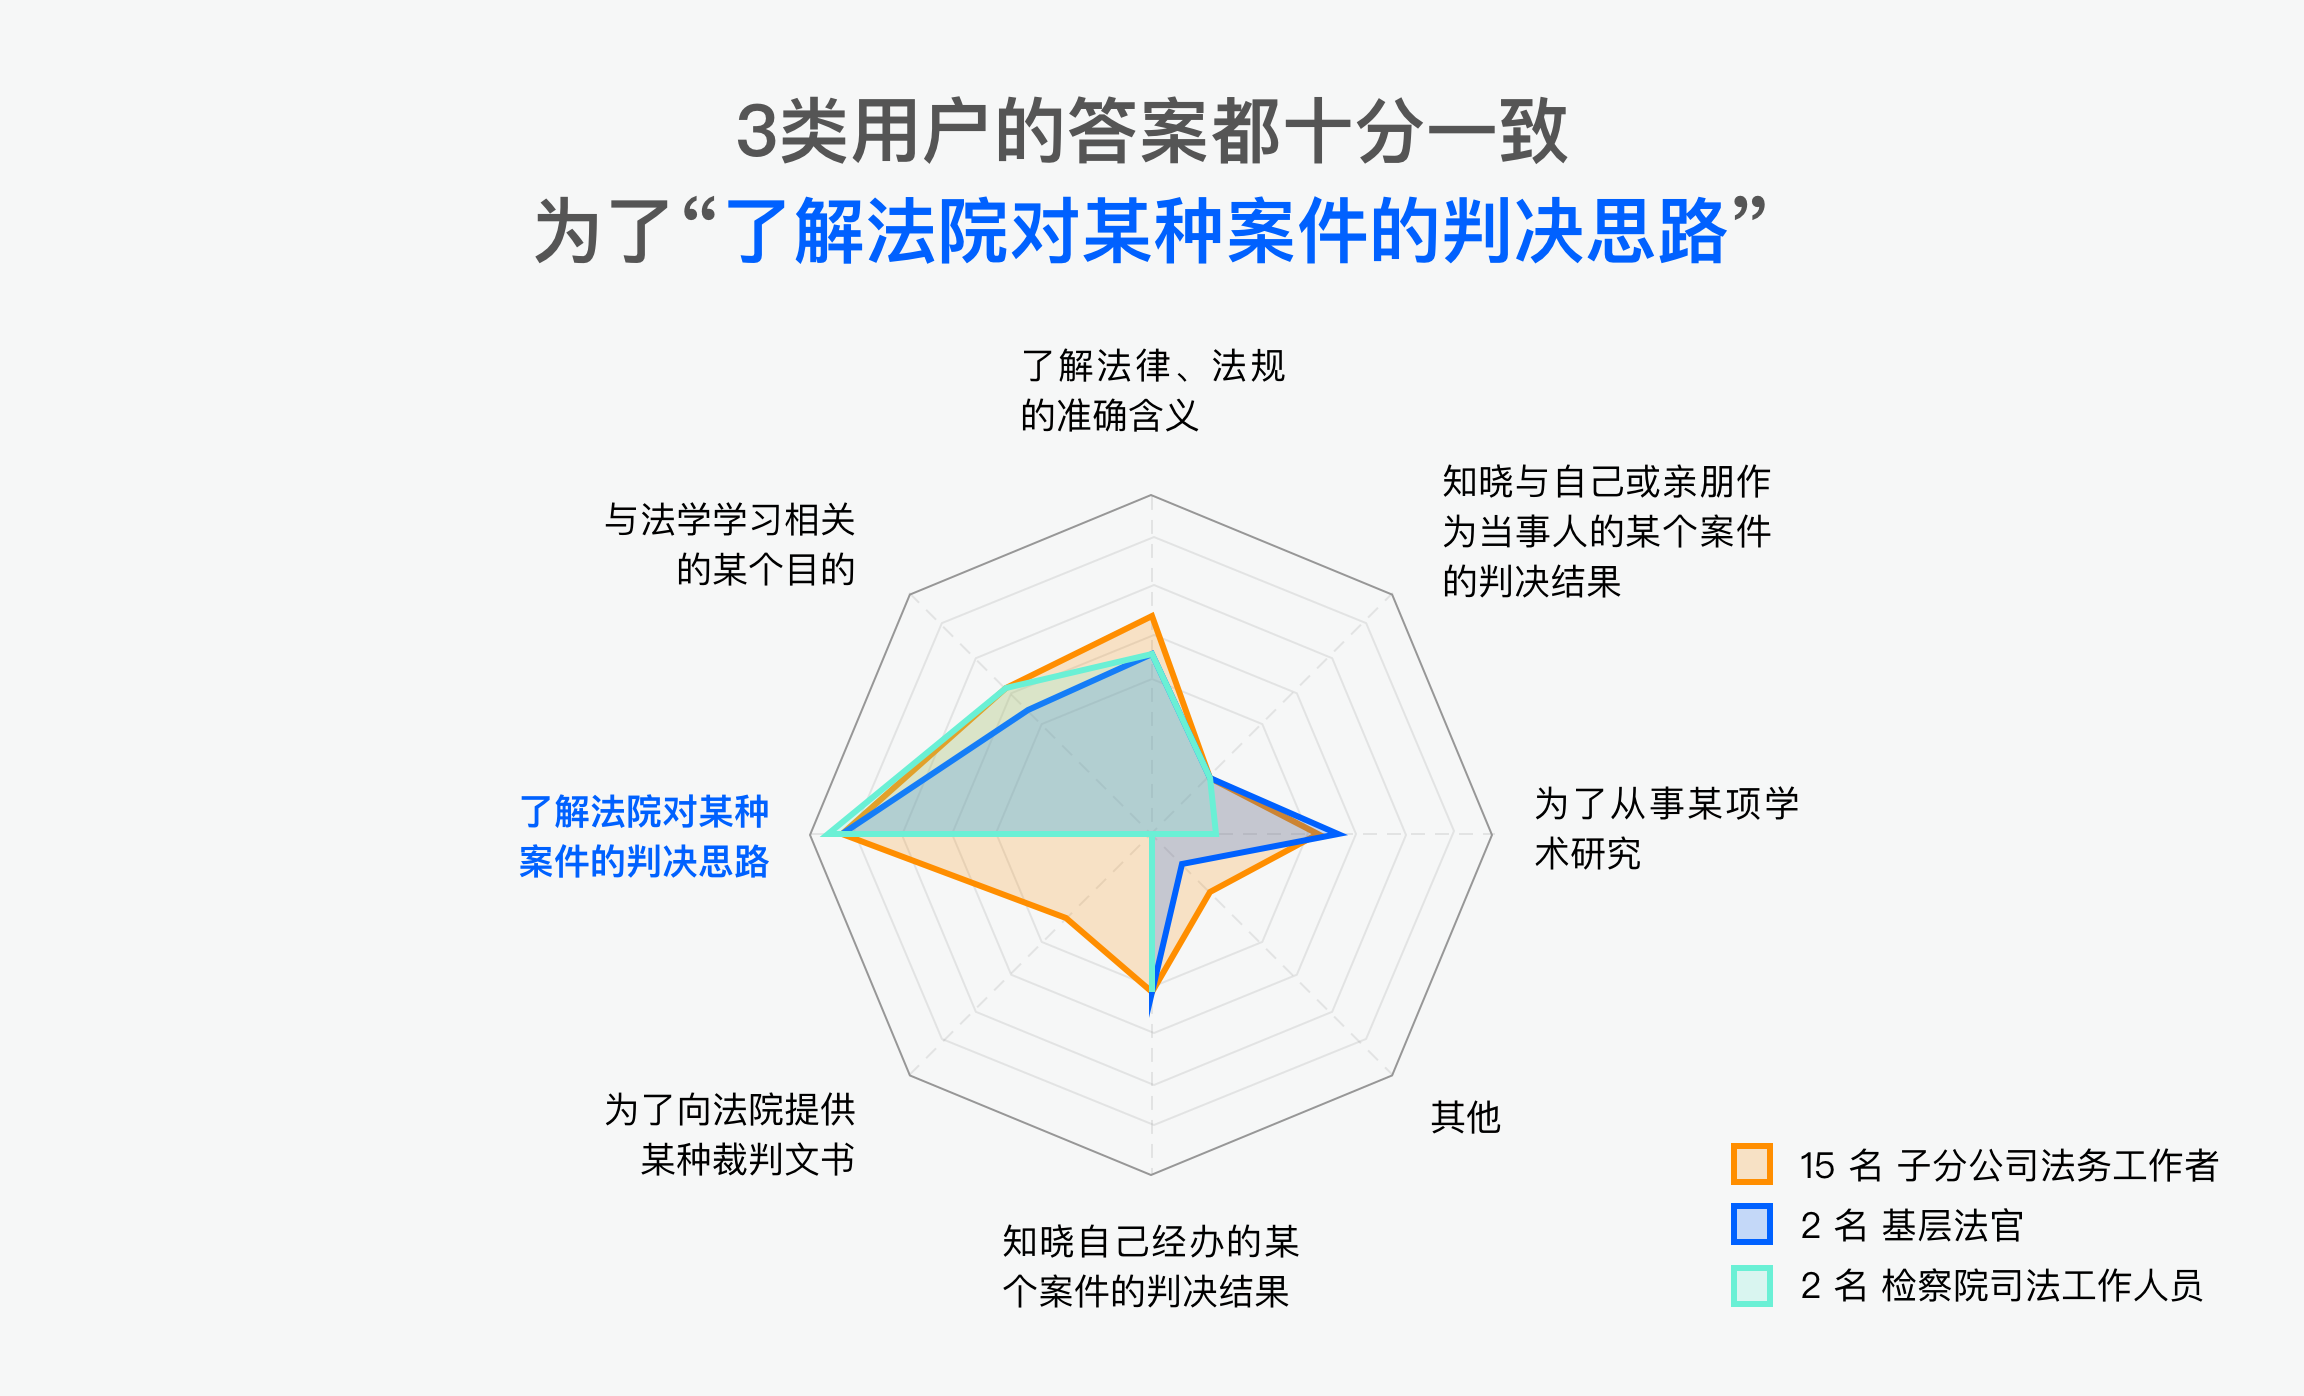 3类用户的答案都十分一致
为了“了解法院对某种案件的判决思路”
了解法律、法规
的准确含义
知晓与自己或亲朋作
为当事人的某个案件
的判决结果
与法学学习相关
的某个目的
为了从事某项学
术研究
了解法院对某种
案件的判决思路
其他
为了向法院提供
某种裁判文书
知晓自己经办的某
个案件的判决结果
15 名 子分公司法务工作者
2 名 基层法官
2 名 检察院司法工作人员